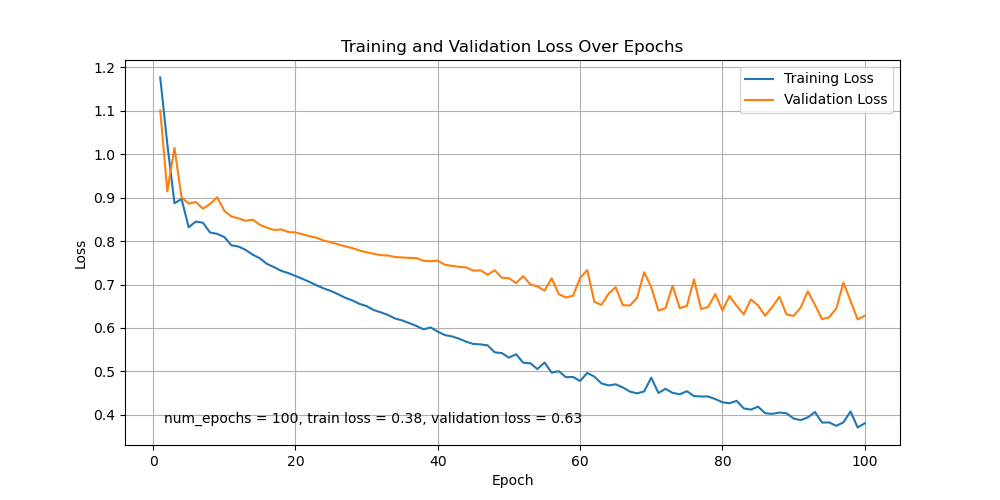 Training and Validation Loss Over Epochs
Training Loss
Validation Loss
1.2
1.1
1.0
0.9
0.8
0.7
0.6
0.5
0.4
Loss
num_epochs = 100, train loss = 0.38, validation loss = 0.63
0 20 40 60 80 100
Epoch